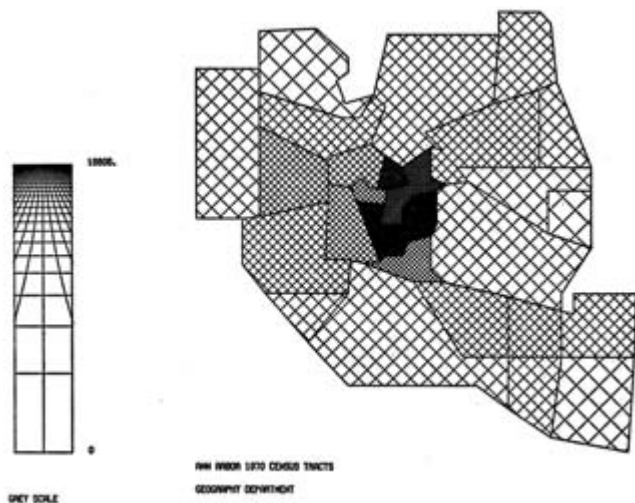 10000.
0
GREY SCALE
ANN ARBOR 1970 CENSUS TRACTS
GEOGRAPHY DEPARTMENT